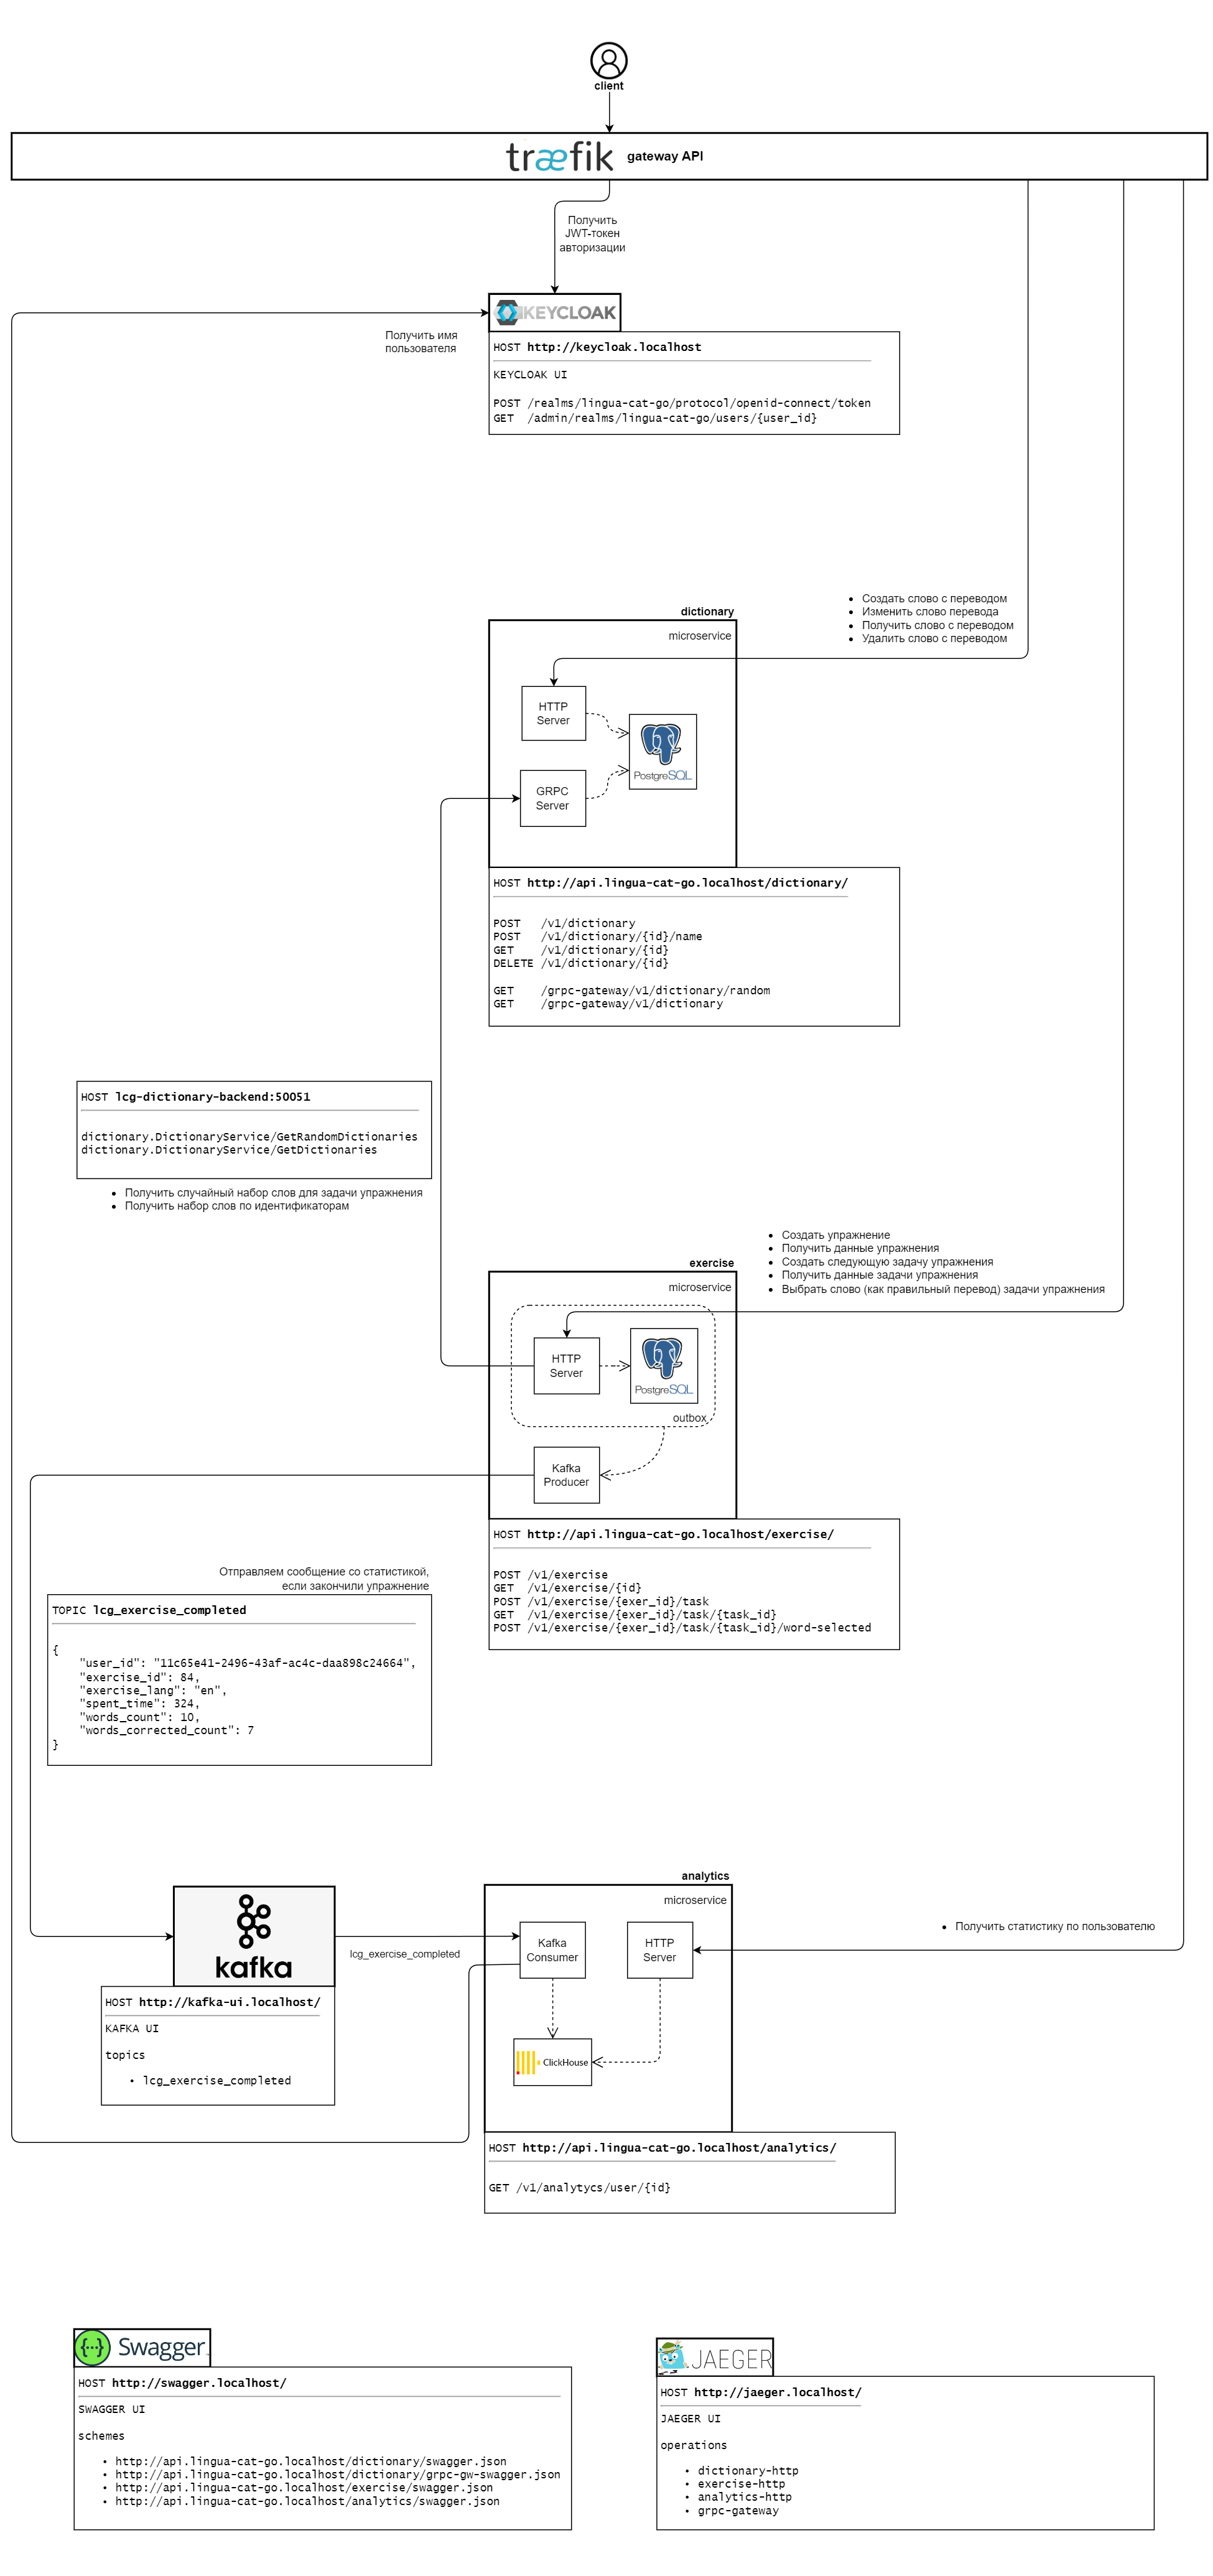 client
træfik gateway API
Получить
JWT-токен
авторизации
KEYCLOAK
Получить имя
пользователя
HOST http://keycloak.localhost
KEYCLOAK UI
POST /realms/lingua-cat-go/protocol/openid-connect/token
GET /admin/realms/lingua-cat-go/users/{user_id}
Создать слово с переводом
Изменить слово перевода
Получить слово с переводом
Удалить слово с переводом
dictionary
microservice
HTTP
Server
PostgreSQL
GRPC
Server
HOST http://api.lingua-cat-go.localhost/dictionary/
POST /v1/dictionary
POST /v1/dictionary/{id}/name
GET /v1/dictionary/{id}
DELETE /v1/dictionary/{id}
GET /grpc-gateway/v1/dictionary/random
GET /grpc-gateway/v1/dictionary
HOST lcg-dictionary-backend:50051
dictionary.DictionaryService/GetRandomDictionaries
dictionary.DictionaryService/GetDictionaries
Получить случайный набор слов для задачи упражнения
Получить набор слов по идентификаторам
Создать упражнение
Получить данные упражнения
Создать следующую задачу упражнения
Получить данные задачи упражнения
Выбрать слово (как правильный перевод) задачи упражнения
exercise
microservice
HTTP
Server
PostgreSQL
outbox
Kafka
Producer
HOST http://api.lingua-cat-go.localhost/exercise/
POST /v1/exercise
GET /v1/exercise/{id}
POST /v1/exercise/{exer_id}/task
GET /v1/exercise/{exer_id}/task/{task_id}
POST /v1/exercise/{exer_id}/task/{task_id}/word-selected
Отправляем сообщение со статистикой,
если закончили упражнение
TOPIC lcg_exercise_completed
{
"user_id": "11c65e41-2496-43af-ac4c-daa898c24664",
"exercise_id": 84,
"exercise_lang": "en",
"spent_time": 324,
"words_count": 10,
"words_corrected_count": 7
}
kafka
lcg_exercise_completed
HOST http://kafka-ui.localhost/
KAFKA UI
topics
lcg_exercise_completed
analytics
microservice
Kafka
Consumer
HTTP
Server
ClickHouse
Получить статистику по пользователю
HOST http://api.lingua-cat-go.localhost/analytics/
GET /v1/analytycs/user/{id}
{···} Swagger
HOST http://swagger.localhost/
SWAGGER UI
schemes
http://api.lingua-cat-go.localhost/dictionary/swagger.json
http://api.lingua-cat-go.localhost/dictionary/grpc-gw-swagger.json
http://api.lingua-cat-go.localhost/exercise/swagger.json
http://api.lingua-cat-go.localhost/analytics/swagger.json
JAEGER
HOST http://jaeger.localhost/
JAEGER UI
operations
dictionary-http
exercise-http
analytics-http
grpc-gateway